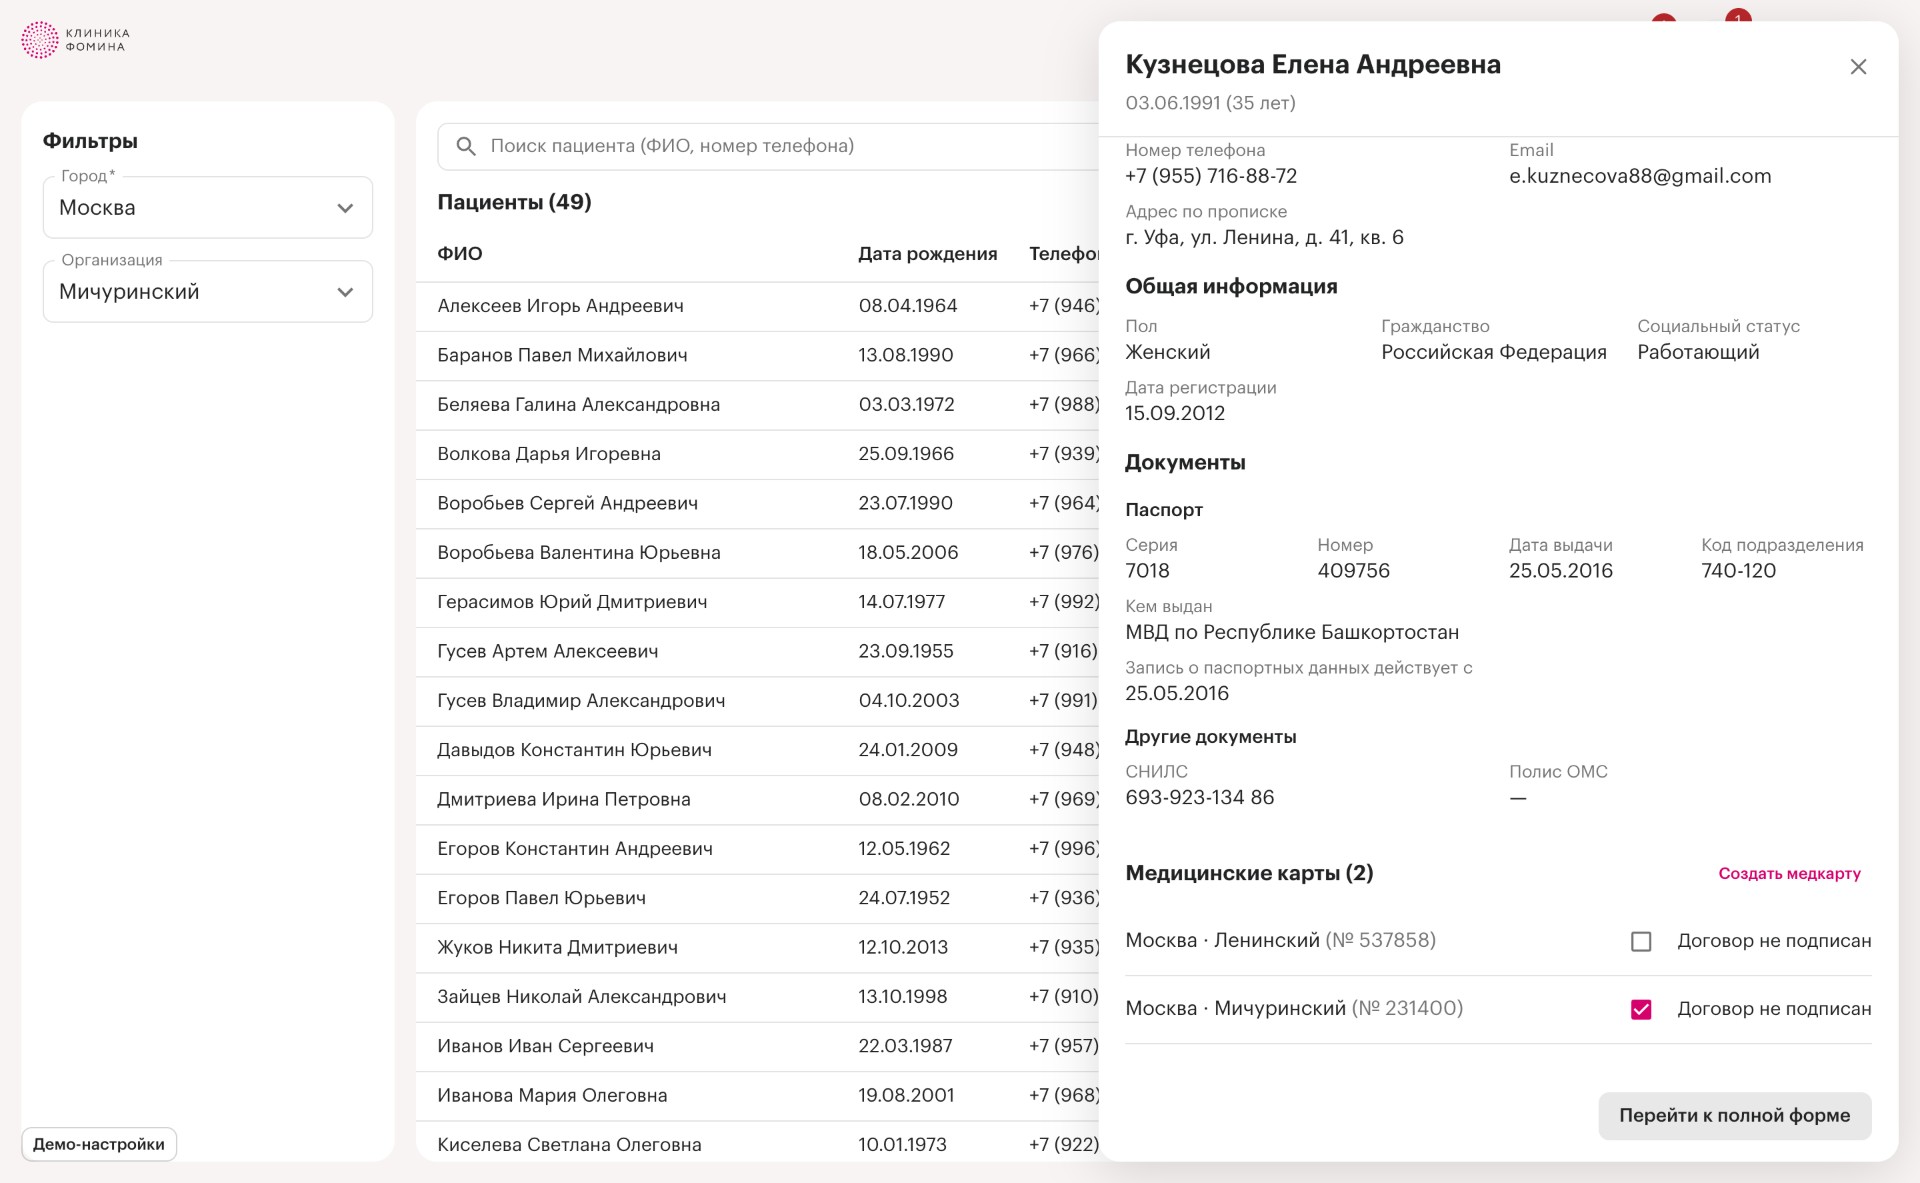 КЛИНИКА
ФОМИНА
Фильтры
Город*
Москва
Организация
Мичуринский
Демо-настройки
Поиск пациента (ФИО, номер телефона)
Пациенты (49)
ФИО Дата рождения
Алексеев Игорь Андреевич 08.04.1964 +7 (946)
Баранов Павел Михайлович 13.08.1990 +7 (966)
Беляева Галина Александровна 03.03.1972 +7 (988)
Волкова Дарья Игоревна 25.09.1966 +7 (939)
Воробьев Сергей Андреевич 23.07.1990 +7 (964)
Воробьева Валентина Юрьевна 18.05.2006 +7 (976)
Герасимов Юрий Дмитриевич 14.07.1977 +7 (992)
Гусев Артем Алексеевич 23.09.1955 +7 (916)
Гусев Владимир Александрович 04.10.2003 +7 (991)
Давыдов Константин Юрьевич 24.01.2009 +7 (948)
Дмитриева Ирина Петровна 08.02.2010 +7 (969)
Егоров Константин Андреевич 12.05.1962 +7 (996)
Егоров Павел Юрьевич 24.07.1952 +7 (936)
Жуков Никита Дмитриевич 12.10.2013 +7 (935)
Зайцев Николай Александрович 13.10.1998 +7 (910)
Иванов Иван Сергеевич 22.03.1987 +7 (957)
Иванова Мария Олеговна 19.08.2001 +7 (968)
Киселева Светлана Олеговна 10.01.1973 +7 (922)
Кузнецова Елена Андреевна
03.06.1991 (35 лет)
Номер телефона Email
+7 (955) 716-88-72 e.kuznecova88@gmail.com
Адрес по прописке
г. Уфа, ул. Ленина, д. 41, кв. 6
Общая информация
Пол Гражданство Социальный статус
Женский Российская Федерация Работающий
Дата регистрации
15.09.2012
Документы
Паспорт
Серия Номер Дата выдачи Код подразделения
7018 409756 25.05.2016 740-120
Кем выдан
МВД по Республике Башкортостан
Запись о паспортных данных действует с
25.05.2016
Другие документы
СНИЛС Полис ОМС
693-923-134 86 —
Медицинские карты (2) Создать медкарту
Москва · Ленинский (№ 537858) Договор не подписан
Москва · Мичуринский (№ 231400) Договор не подписан
Перейти к полной форме